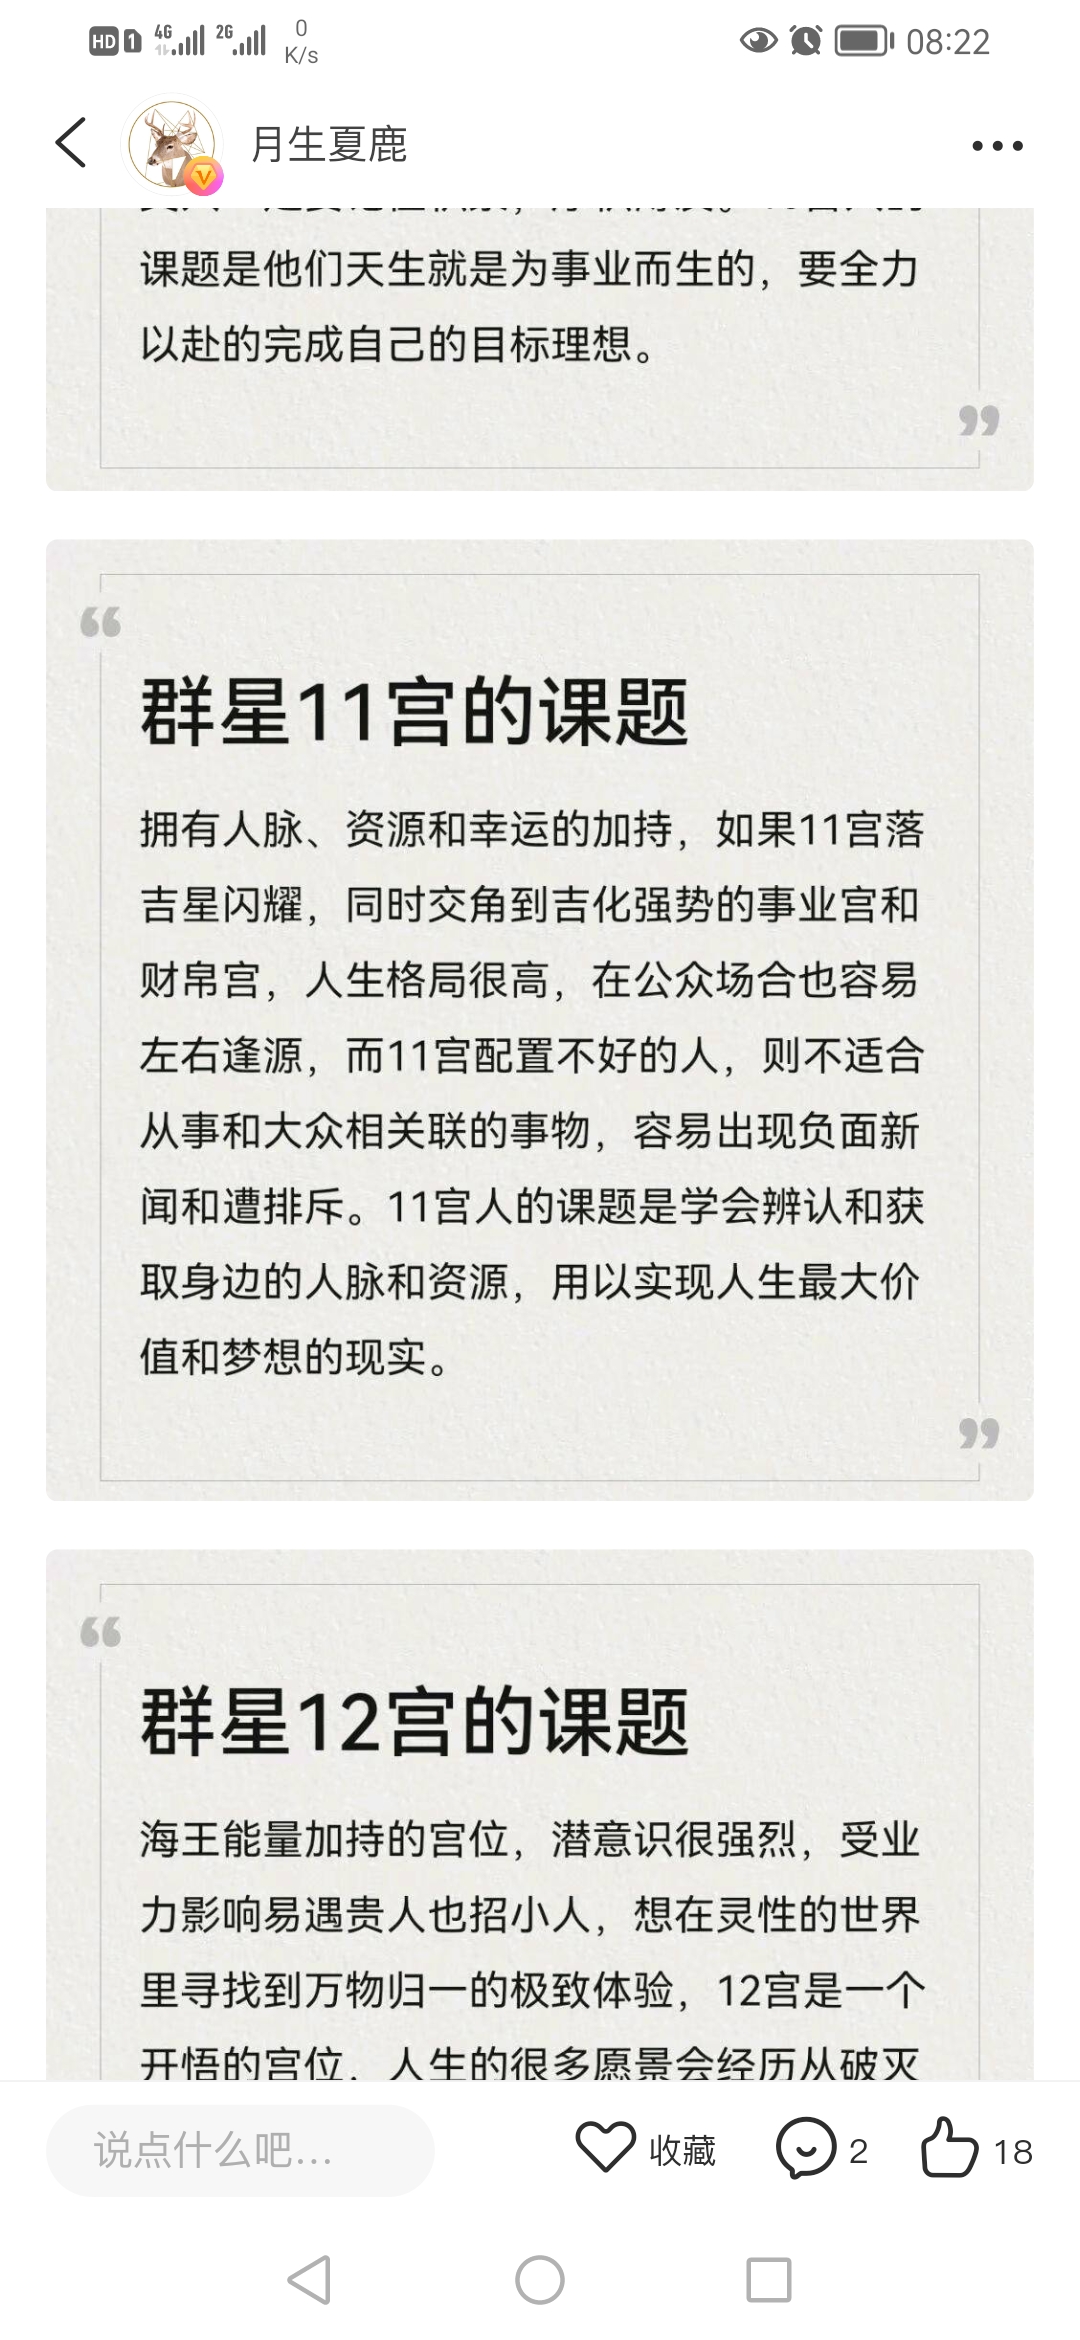 HD 1 4G 2G 0 K/s 08:22
月生夏鹿
课题是他们天生就是为事业而生的，要全力
以赴的完成自己的目标理想。
”
“
群星11宫的课题
拥有人脉、资源和幸运的加持，如果11宫落
吉星闪耀，同时交角到吉化强势的事业宫和
财帛宫，人生格局很高，在公众场合也容易
左右逢源，而11宫配置不好的人，则不适合
从事和大众相关联的事物，容易出现负面新
闻和遭排斥。11宫人的课题是学会辨认和获
取身边的人脉和资源，用以实现人生最大价
值和梦想的现实。
”
“
群星12宫的课题
海王能量加持的宫位，潜意识很强烈，受业
力影响易遇贵人也招小人，想在灵性的世界
里寻找到万物归一的极致体验，12宫是一个
开悟的宫位，人生的很多愿景会经历从破灭
说点什么吧... 收藏 2 18